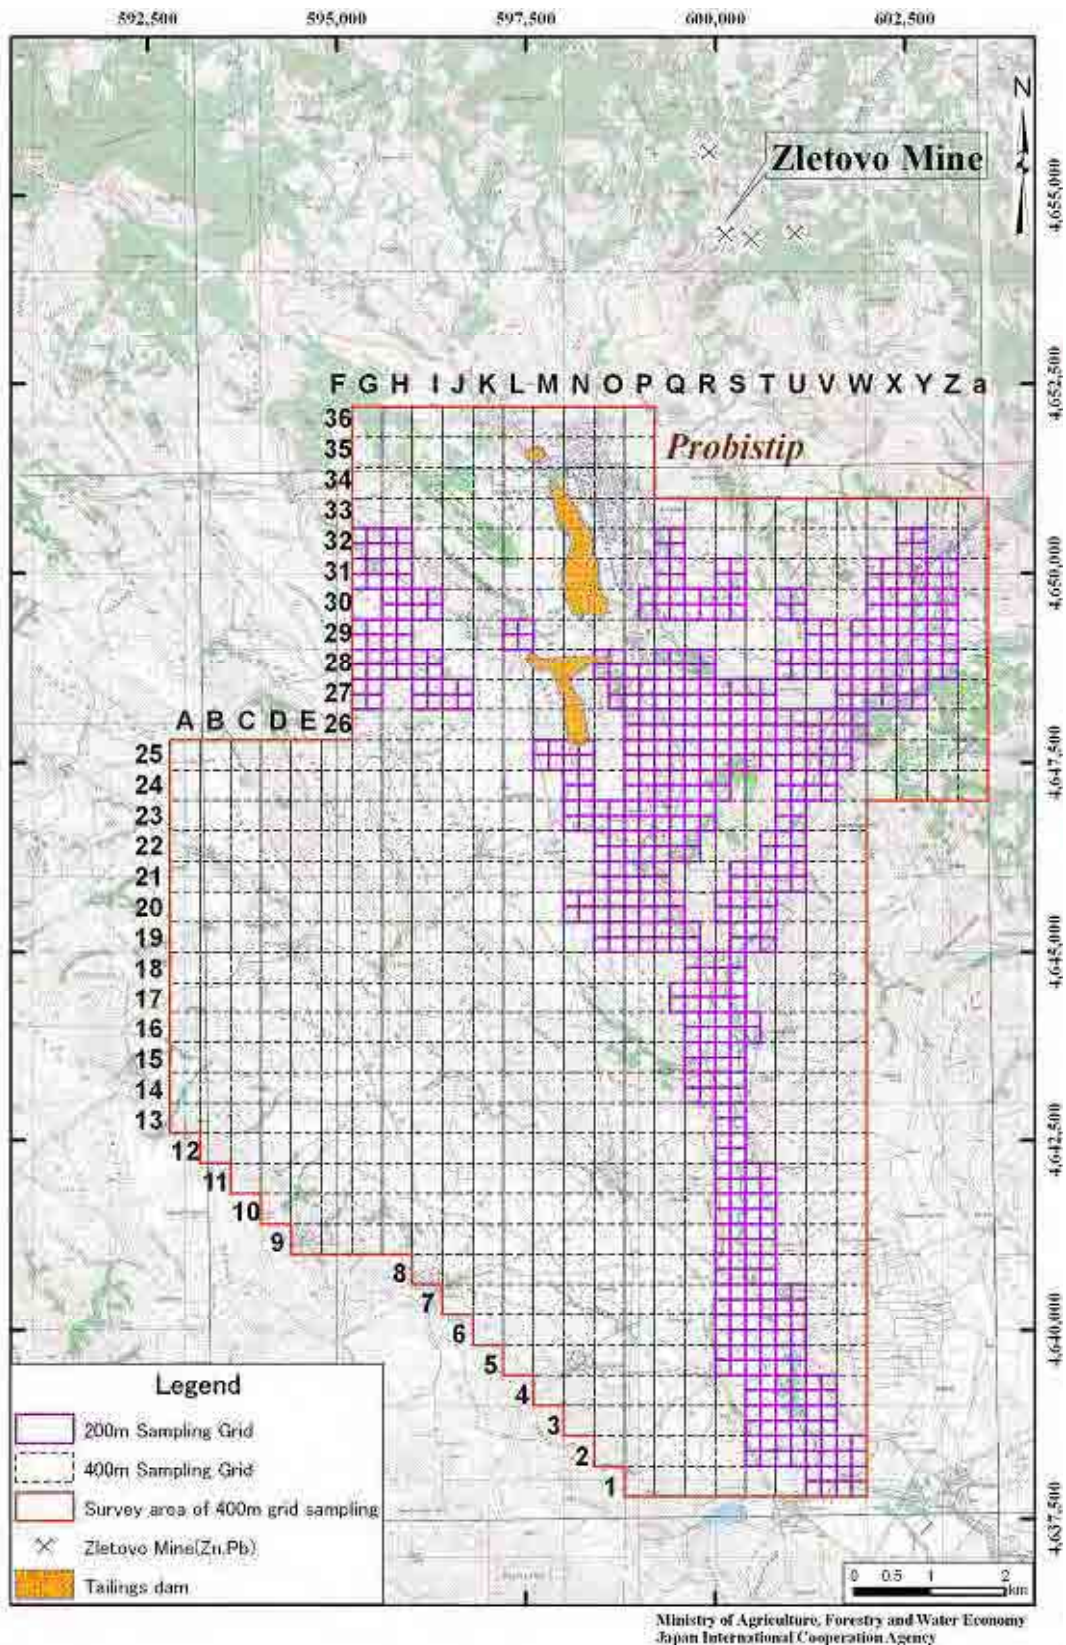 592,500 595,000 597,500 600,000 602,500
N
Zletovo Mine
4,655,000
4,652,500
F G H I J K L M N O P Q R S T U V W X Y Z a
36
35
Probistip
34
33
32
31
4,650,000
30
29
28
27
A B C D E 26
25
4,647,500
24
23
22
21
20
19
4,645,000
18
17
16
15
14
13
4,642,500
12
11
10
9
8
7
4,640,000
6
5
4
3
2
1
4,637,500
Legend
200m Sampling Grid
400m Sampling Grid
Survey area of 400m grid sampling
Zletovo Mine(Zn.Pb)
Tailings dam
0 0.5 1 2
km
Ministry of Agriculture, Forestry and Water Economy
Japan International Cooperation Agency